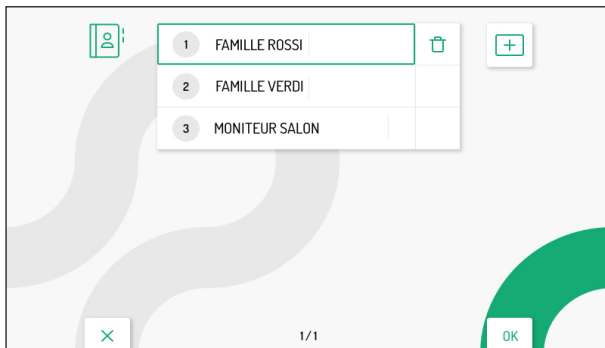 1 FAMILLE ROSSI
2 FAMILLE VERDI
3 MONITEUR SALON
1/1
OK